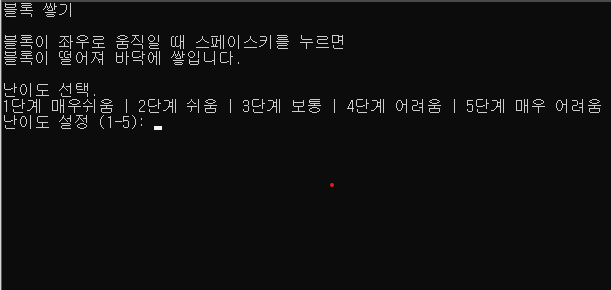 블록 쌓기
블록이 좌우로 움직일 때 스페이스키를 누르면
블록이 떨어져 바닥에 쌓입니다.
난이도 선택.
1단계 매우쉬움 | 2단계 쉬움 | 3단계 보통 | 4단계 어려움 | 5단계 매우 어려움
난이도 설정 (1-5):